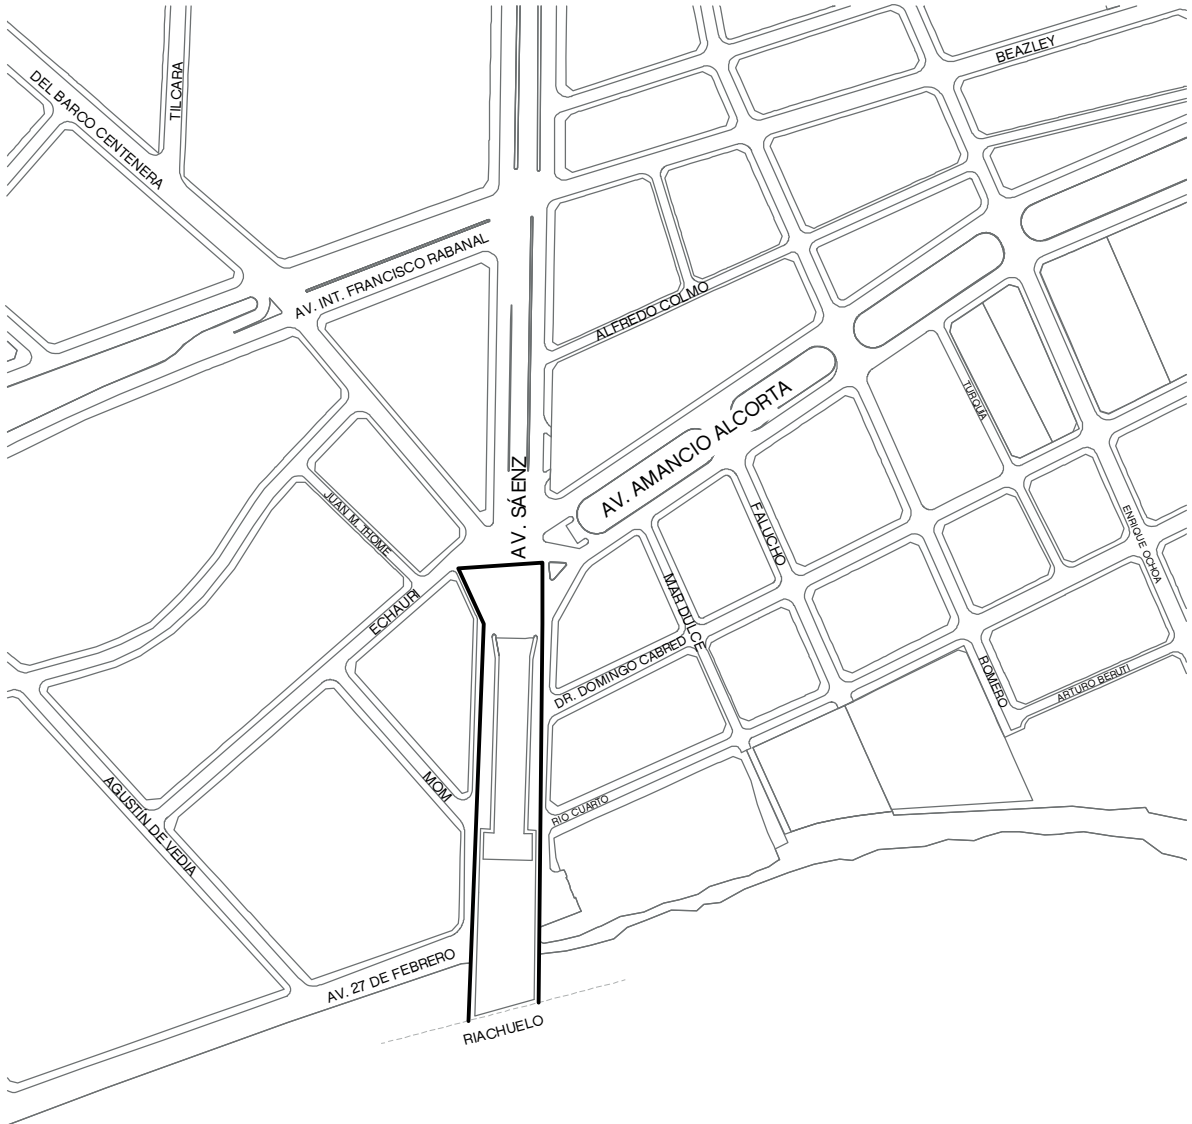 BEAZLEY
TILCARA
DEL BARCO CENTENERA
AV. INT. FRANCISCO RABANAL
ALFREDO COLMO
TURQUIA
AV. AMANCIO ALCORTA
AV. SÁENZ
JUAN M. THOME
FALUCHO
ENRIQUE OCHOA
MAR DULCE
ECHAURI
DR. DOMINGO CABRED
ROMERO
ARTURO BERUTI
MOM
RIO CUARTO
AGUSTIN DE VEDIA
AV. 27 DE FEBRERO
RIACHUELO